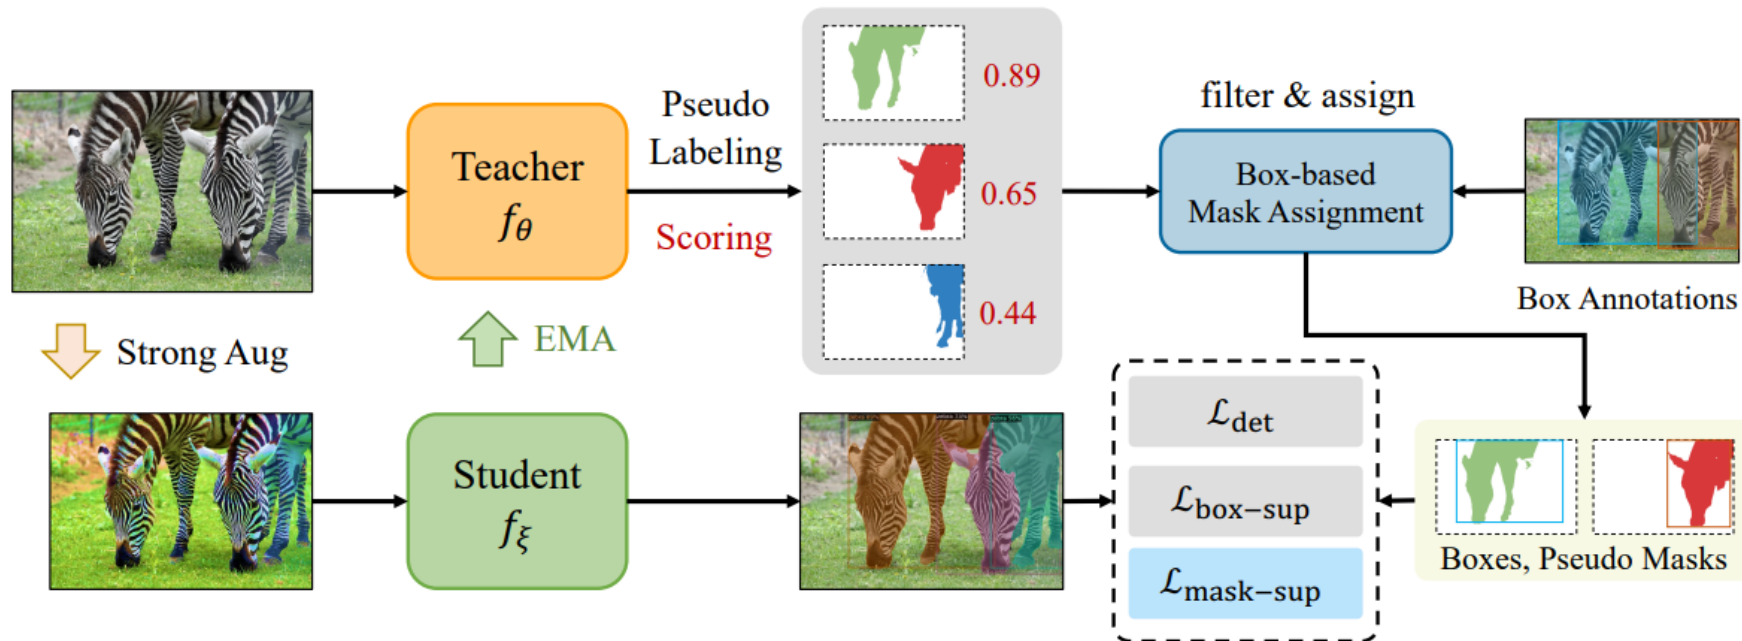 Teacher
fθ
Pseudo
Labeling
Scoring
0.89
0.65
0.44
filter & assign
Box-based
Mask Assignment
Box Annotations
Strong Aug
EMA
Student
fξ
ℒdet
ℒbox−sup
ℒmask−sup
Boxes, Pseudo Masks